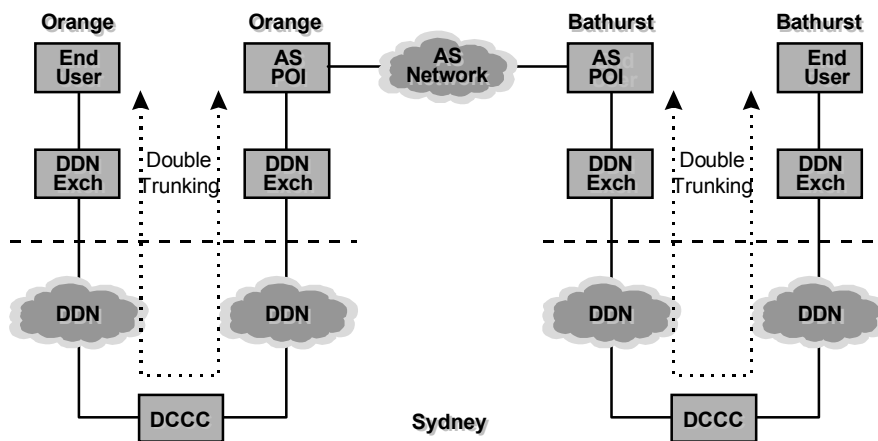 Orange Orange Bathurst Bathurst
End User
AS POI
AS Network
AS POI
End User
DDN Exch
Double Trunking
DDN Exch
DDN Exch
Double Trunking
DDN Exch
DDN
DDN
DDN
DDN
DCCC
Sydney
DCCC